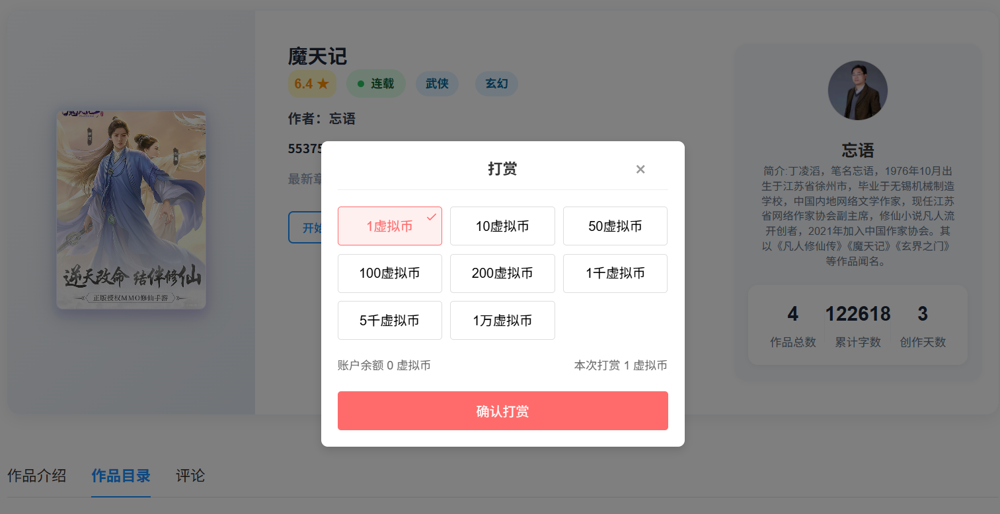 魔天记
6.4 ★
连载
武侠
玄幻
作者：忘语
5537
最新章
开始
逆天改命 结伴修仙
正版授权MMO修仙手游
打赏
×
1虚拟币
10虚拟币
50虚拟币
100虚拟币
200虚拟币
1千虚拟币
5千虚拟币
1万虚拟币
账户余额 0 虚拟币
本次打赏 1 虚拟币
确认打赏
忘语
简介:丁凌滔，笔名忘语，1976年10月出
生于江苏省徐州市，毕业于无锡机械制造
学校，中国内地网络文学作家，现任江苏
省网络作家协会副主席，修仙小说凡人流
开创者，2021年加入中国作家协会。其
以《凡人修仙传》《魔天记》《玄界之门》
等作品闻名。
4
作品总数
122618
累计字数
3
创作天数
作品介绍
作品目录
评论